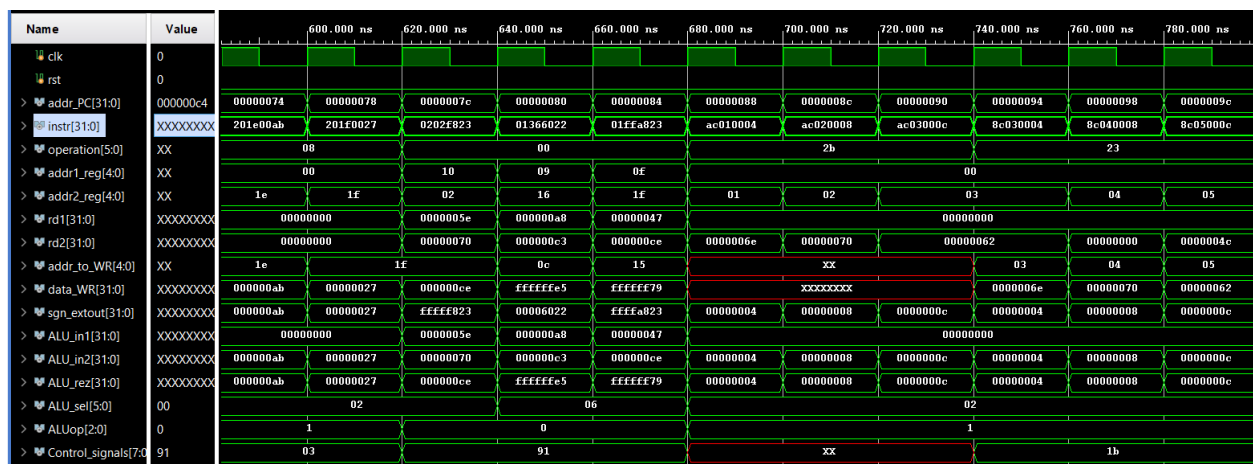 Name Value 600.000 ns 620.000 ns 640.000 ns 660.000 ns 680.000 ns 700.000 ns 720.000 ns 740.000 ns 760.000 ns 780.000 ns
clk 0
rst 0
addr_PC[31:0] 000000c4 00000074 00000078 0000007c 00000080 00000084 00000088 0000008c 00000090 00000094 00000098 0000009c
instr[31:0] XXXXXXXX 201e00ab 201f0027 0202f823 01366022 01ffa823 ac010004 ac020008 ac03000c 8c030004 8c040008 8c05000c
operation[5:0] XX 08 00 2b 23
addr1_reg[4:0] XX 00 10 09 0f 00
addr2_reg[4:0] XX 1e 1f 02 16 1f 01 02 03 04 05
rd1[31:0] XXXXXXXX 00000000 0000005e 000000a8 00000047 00000000
rd2[31:0] XXXXXXXX 00000000 00000070 000000c3 000000ce 0000006e 00000070 00000062 00000000 0000004c
addr_to_WR[4:0] XX 1e 1f 0c 15 XX 03 04 05
data_WR[31:0] XXXXXXXX 000000ab 00000027 000000ce ffffffe5 ffffff79 XXXXXXXX 0000006e 00000070 00000062
sgn_extout[31:0] XXXXXXXX 000000ab 00000027 fffff823 00006022 ffffa823 00000004 00000008 0000000c 00000004 00000008 0000000c
ALU_in1[31:0] XXXXXXXX 00000000 0000005e 000000a8 00000047 00000000
ALU_in2[31:0] XXXXXXXX 000000ab 00000027 00000070 000000c3 000000ce 00000004 00000008 0000000c 00000004 00000008 0000000c
ALU_rez[31:0] XXXXXXXX 000000ab 00000027 000000ce ffffffe5 ffffff79 00000004 00000008 0000000c 00000004 00000008 0000000c
ALU_sel[5:0] 00 02 06 02
ALUop[2:0] 0 1 0 1
Control_signals[7:0 91 03 91 XX 1b